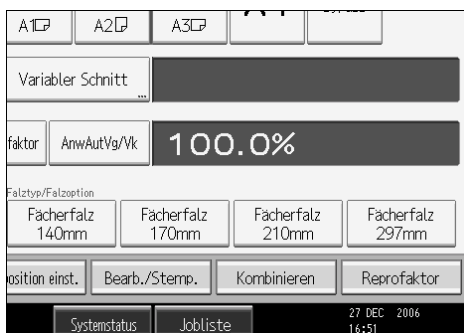 A1 A2 A3
Variabler Schnitt
...
faktor AnwAutVg/Vk 100.0%
Falztyp/Falzoption
Fächerfalz Fächerfalz Fächerfalz Fächerfalz
140mm 170mm 210mm 297mm
osition einst. Bearb./Stemp. Kombinieren Reprofaktor
Systemstatus Jobliste 27 DEC 2006
16:51